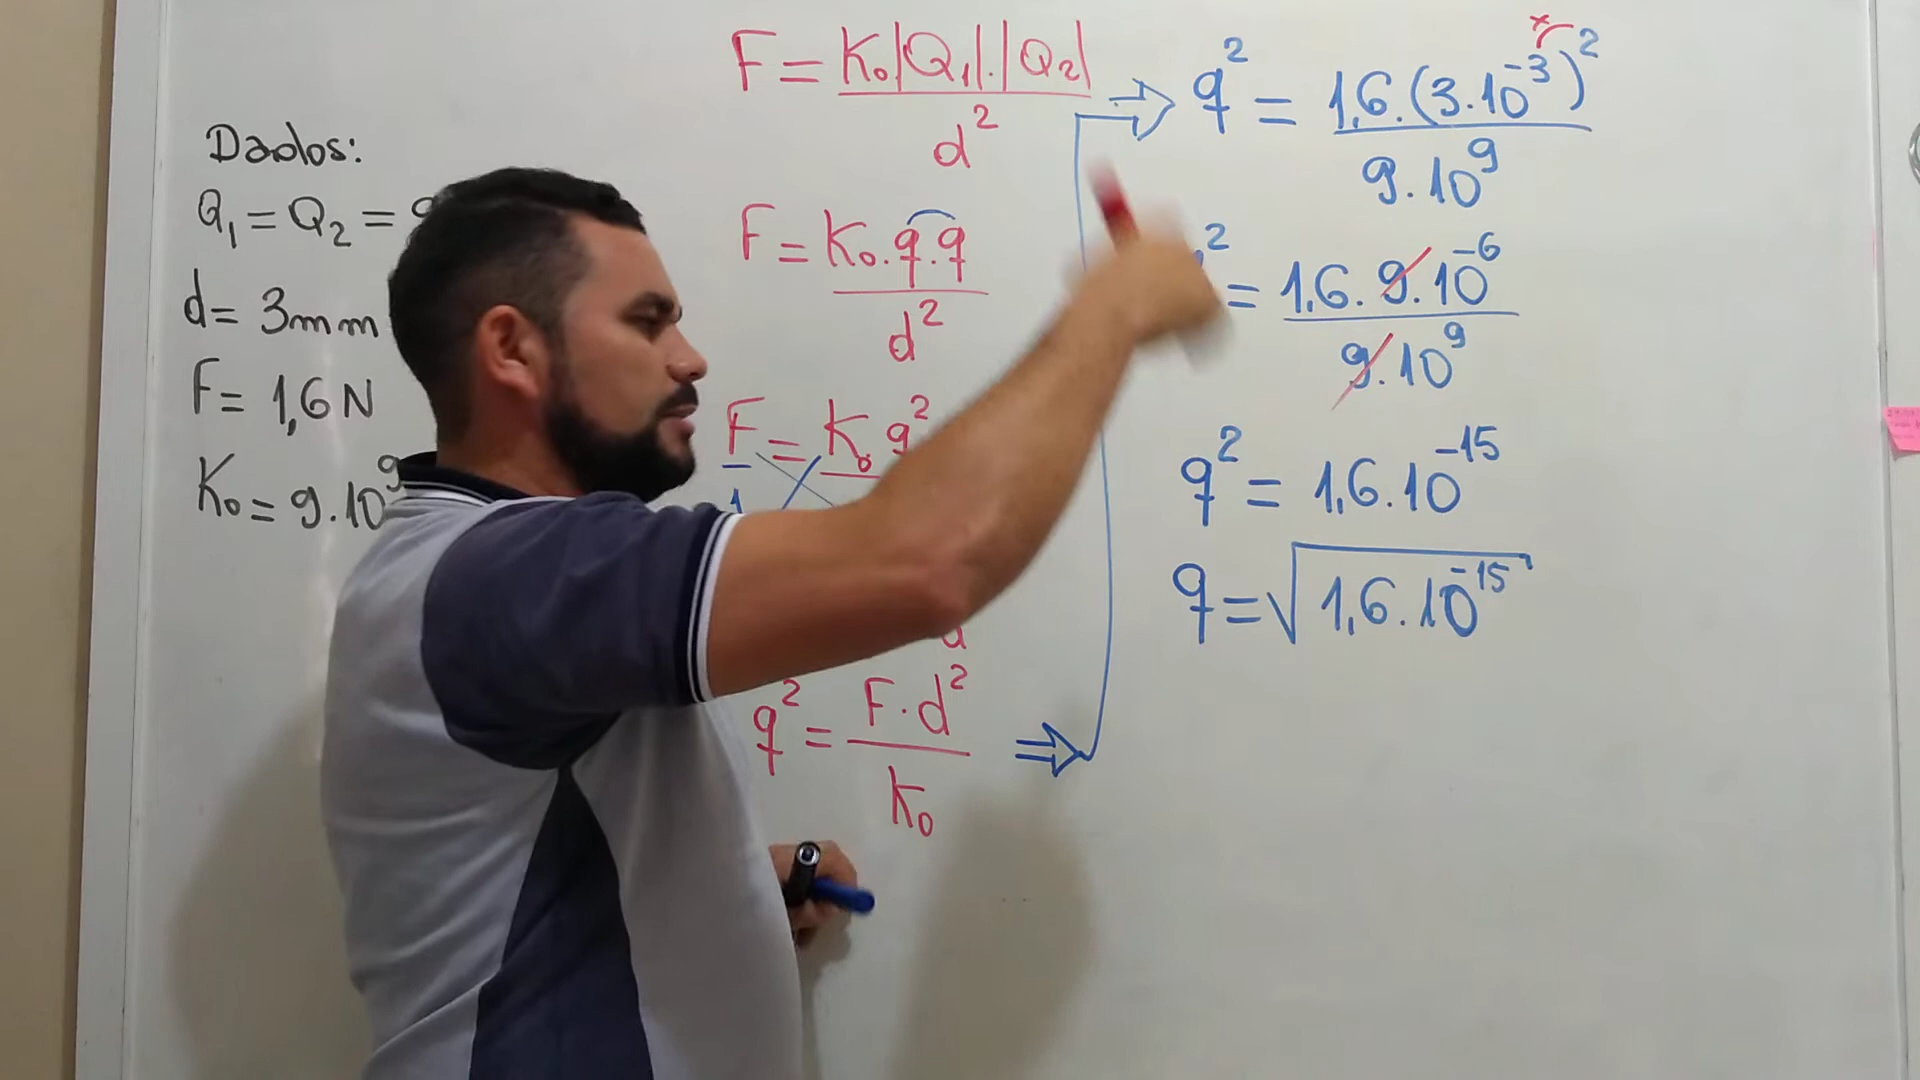 Dados:
Q₁ = Q₂ = q
d = 3mm
F = 1,6 N
K₀ = 9.10⁹
F = K₀|Q₁|.|Q₂| / d²
F = K₀.q.q / d²
F / 1 = K₀ q²
q² = F.d² / K₀ ⇒
⇒ q² = 1,6.(3.10⁻³)² / 9.10⁹
² = 1,6.9.10⁻⁶ / 9.10⁹
q² = 1,6.10⁻¹⁵
q = √1,6.10⁻¹⁵